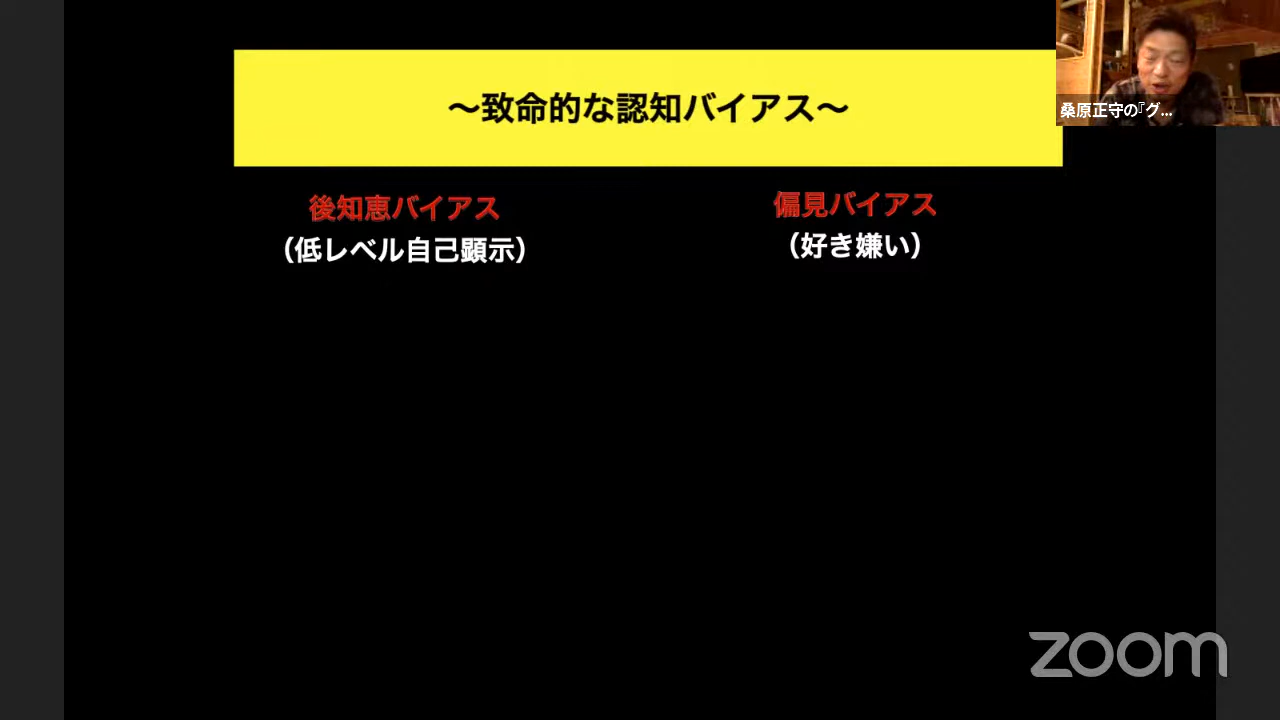 〜致命的な認知バイアス〜
桑原正守の『グ...
後知恵バイアス
（低レベル自己顕示）
偏見バイアス
（好き嫌い）
zoom